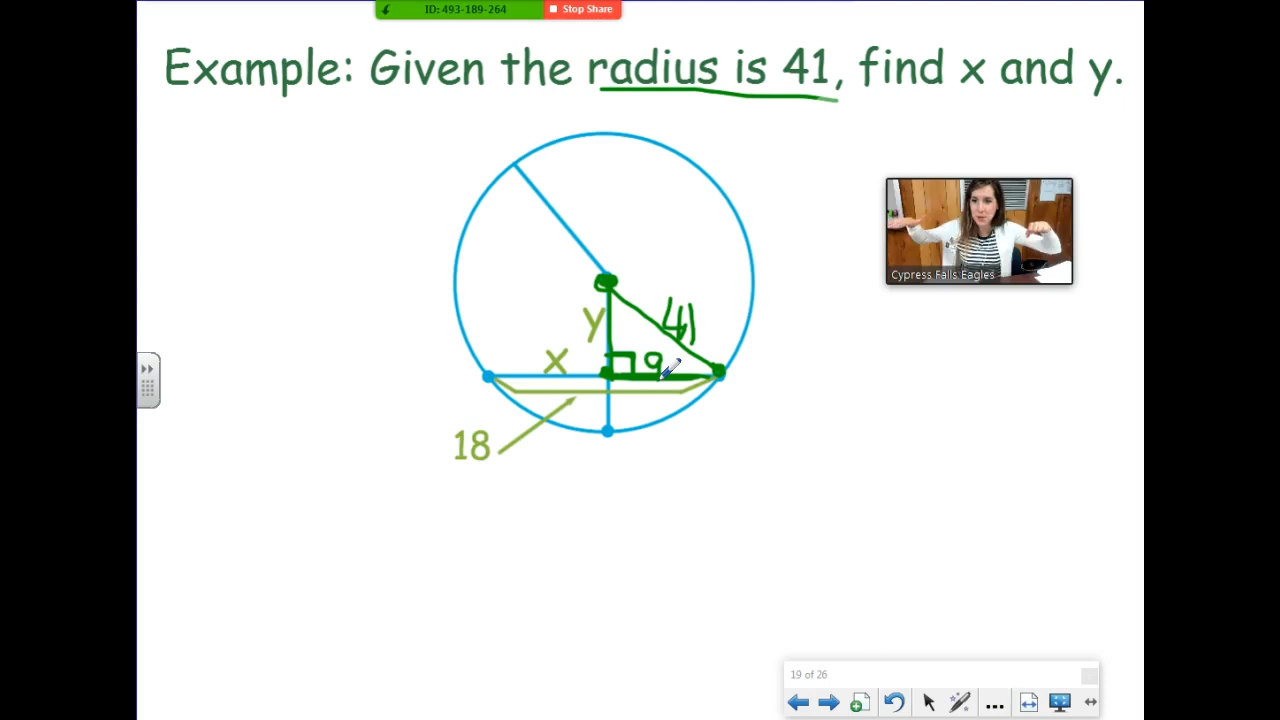 ID: 493-189-264 Stop Share
Example: Given the radius is 41, find x and y.
41
y
x
9
18
Cypress Falls Eagles
19 of 26